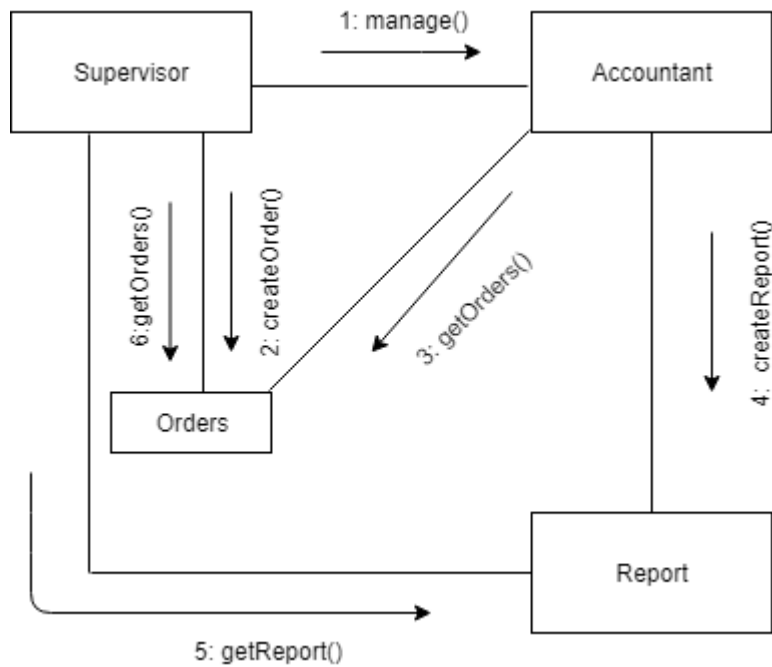 1: manage()
Supervisor
Accountant
6:getOrders()
2: createOrder()
3: getOrders()
4:  createReport()
Orders
Report
5: getReport()